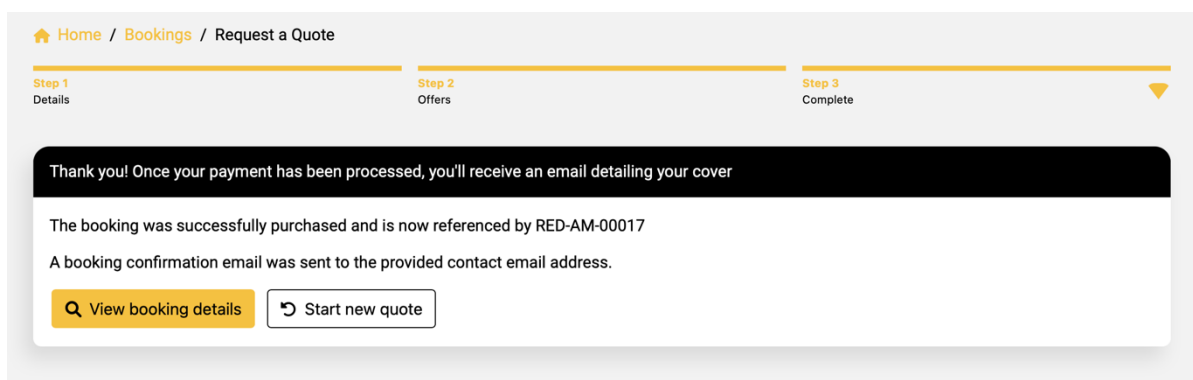 Home / Bookings / Request a Quote
Step 1
Details
Step 2
Offers
Step 3
Complete
Thank you! Once your payment has been processed, you'll receive an email detailing your cover
The booking was successfully purchased and is now referenced by RED-AM-00017
A booking confirmation email was sent to the provided contact email address.
View booking details
Start new quote